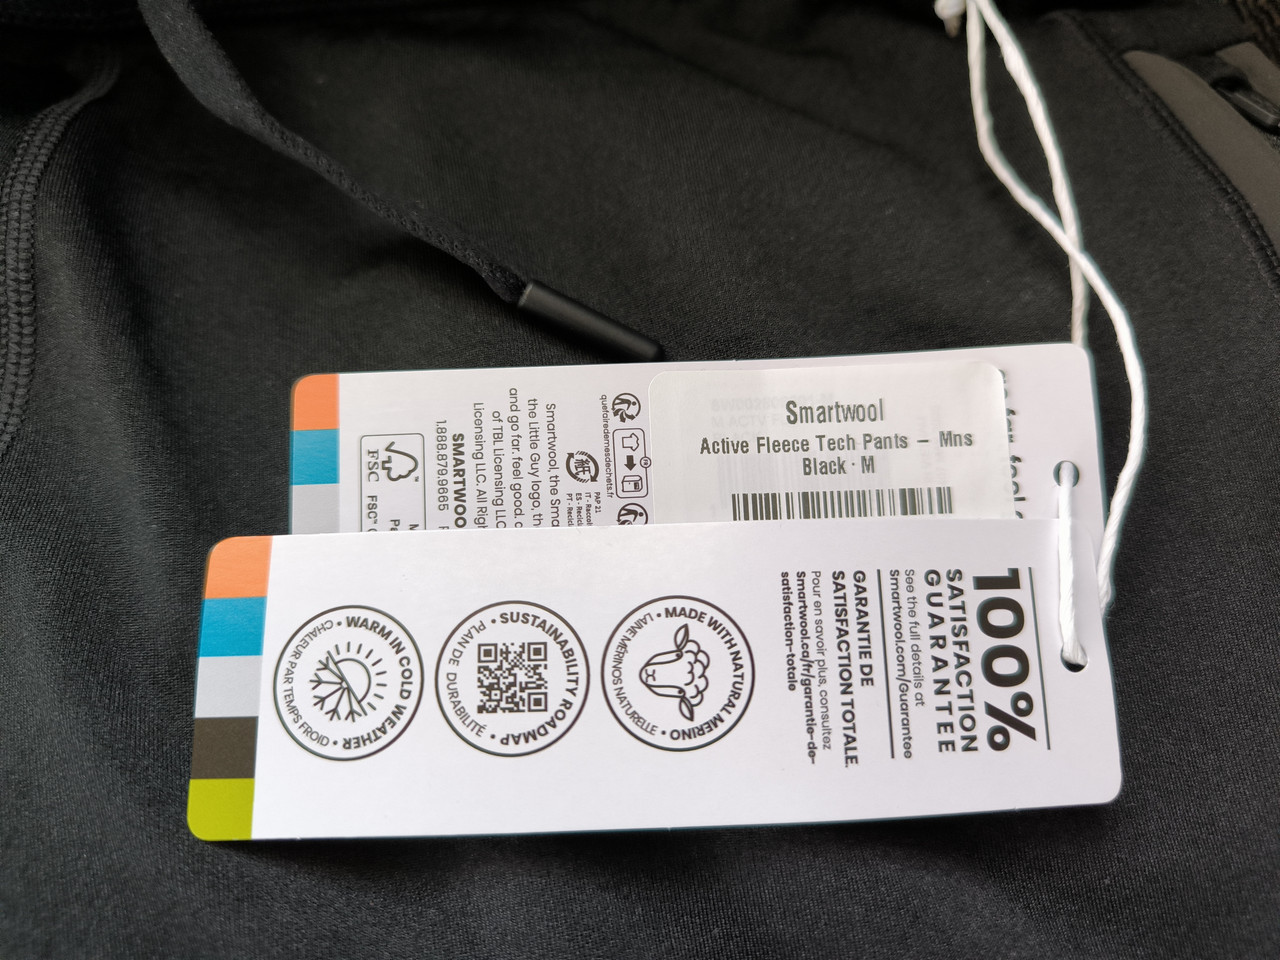 Smartwool
Active Fleece Tech Pants – Mns
Black · M
quefairedemesdechets.fr
PAP 21
Smartwool, the
the Little Guy logo,
and go far. feel good.
of TBL Licensing
Licensing LLC. All
SMARTWOO
1.888.879.9665
FSC
FSC™
100%
SATISFACTION
GUARANTEE
See the full details at
Smartwool.com/Guarantee
GARANTIE DE
SATISFACTION TOTALE.
Pour en savoir plus, consultez
Smartwool.ca/fr/garantie-de-
satisfaction-totale
• MADE WITH NATURAL MERINO •
LAINE MÉRINOS NATURELLE
• SUSTAINABILITY ROADMAP •
PLAN DE DURABILITÉ
• WARM IN COLD WEATHER •
CHALEUR PAR TEMPS FROID